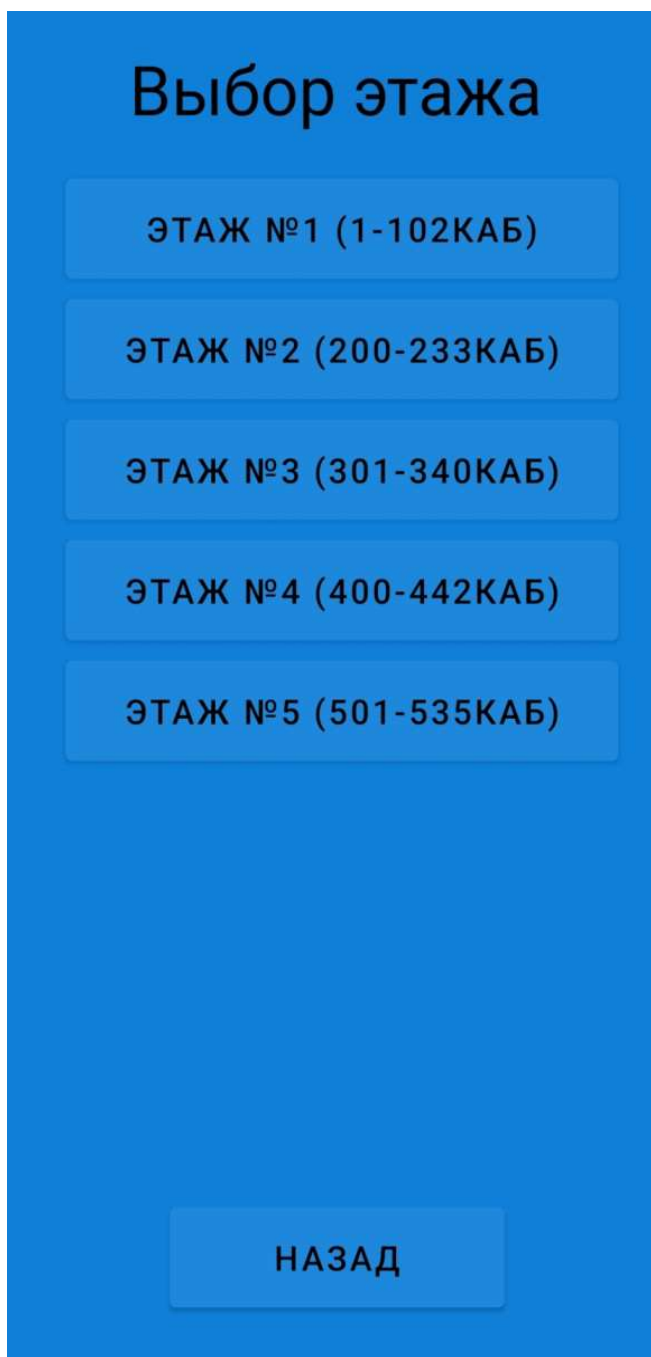 Выбор этажа
ЭТАЖ №1 (1-102КАБ)
ЭТАЖ №2 (200-233КАБ)
ЭТАЖ №3 (301-340КАБ)
ЭТАЖ №4 (400-442КАБ)
ЭТАЖ №5 (501-535КАБ)
НАЗАД